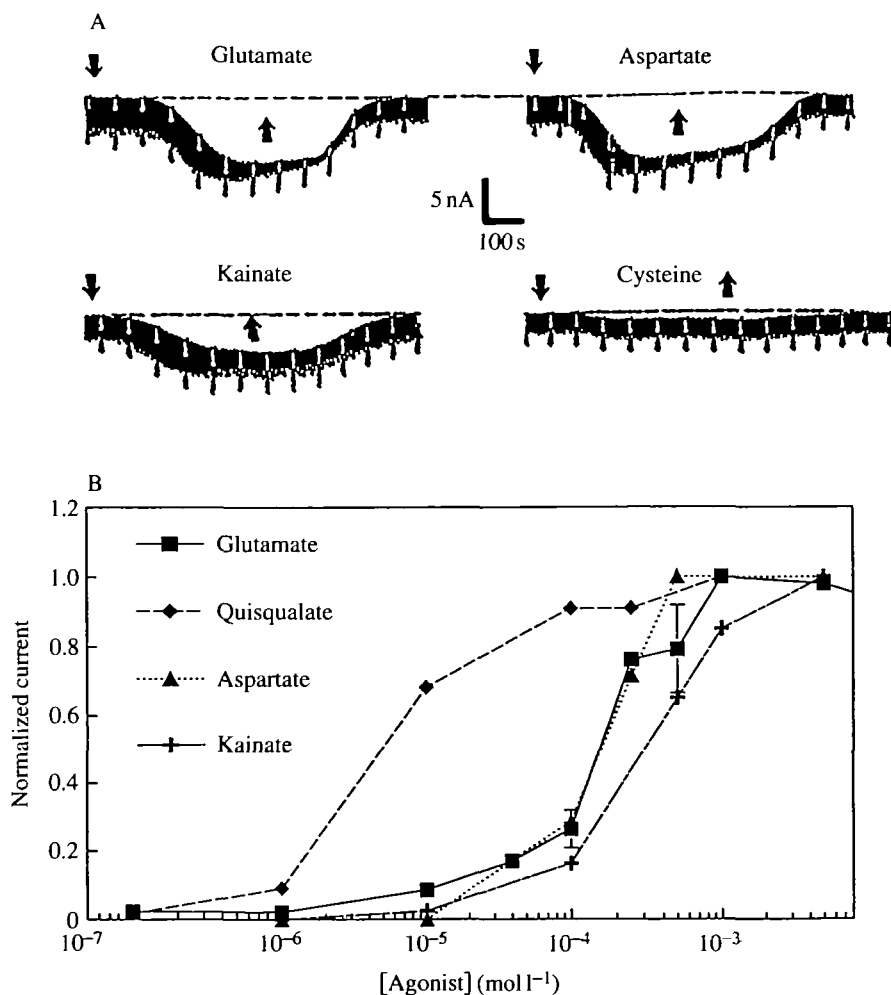 A
Glutamate
Aspartate
5 nA
100 s
Kainate
Cysteine
B
1.2
1.0
0.8
0.6
0.4
0.2
0
Glutamate
Quisqualate
Aspartate
Kainate
Normalized current
10⁻⁷
10⁻⁶
10⁻⁵
10⁻⁴
10⁻³
[Agonist] (mol l⁻¹)